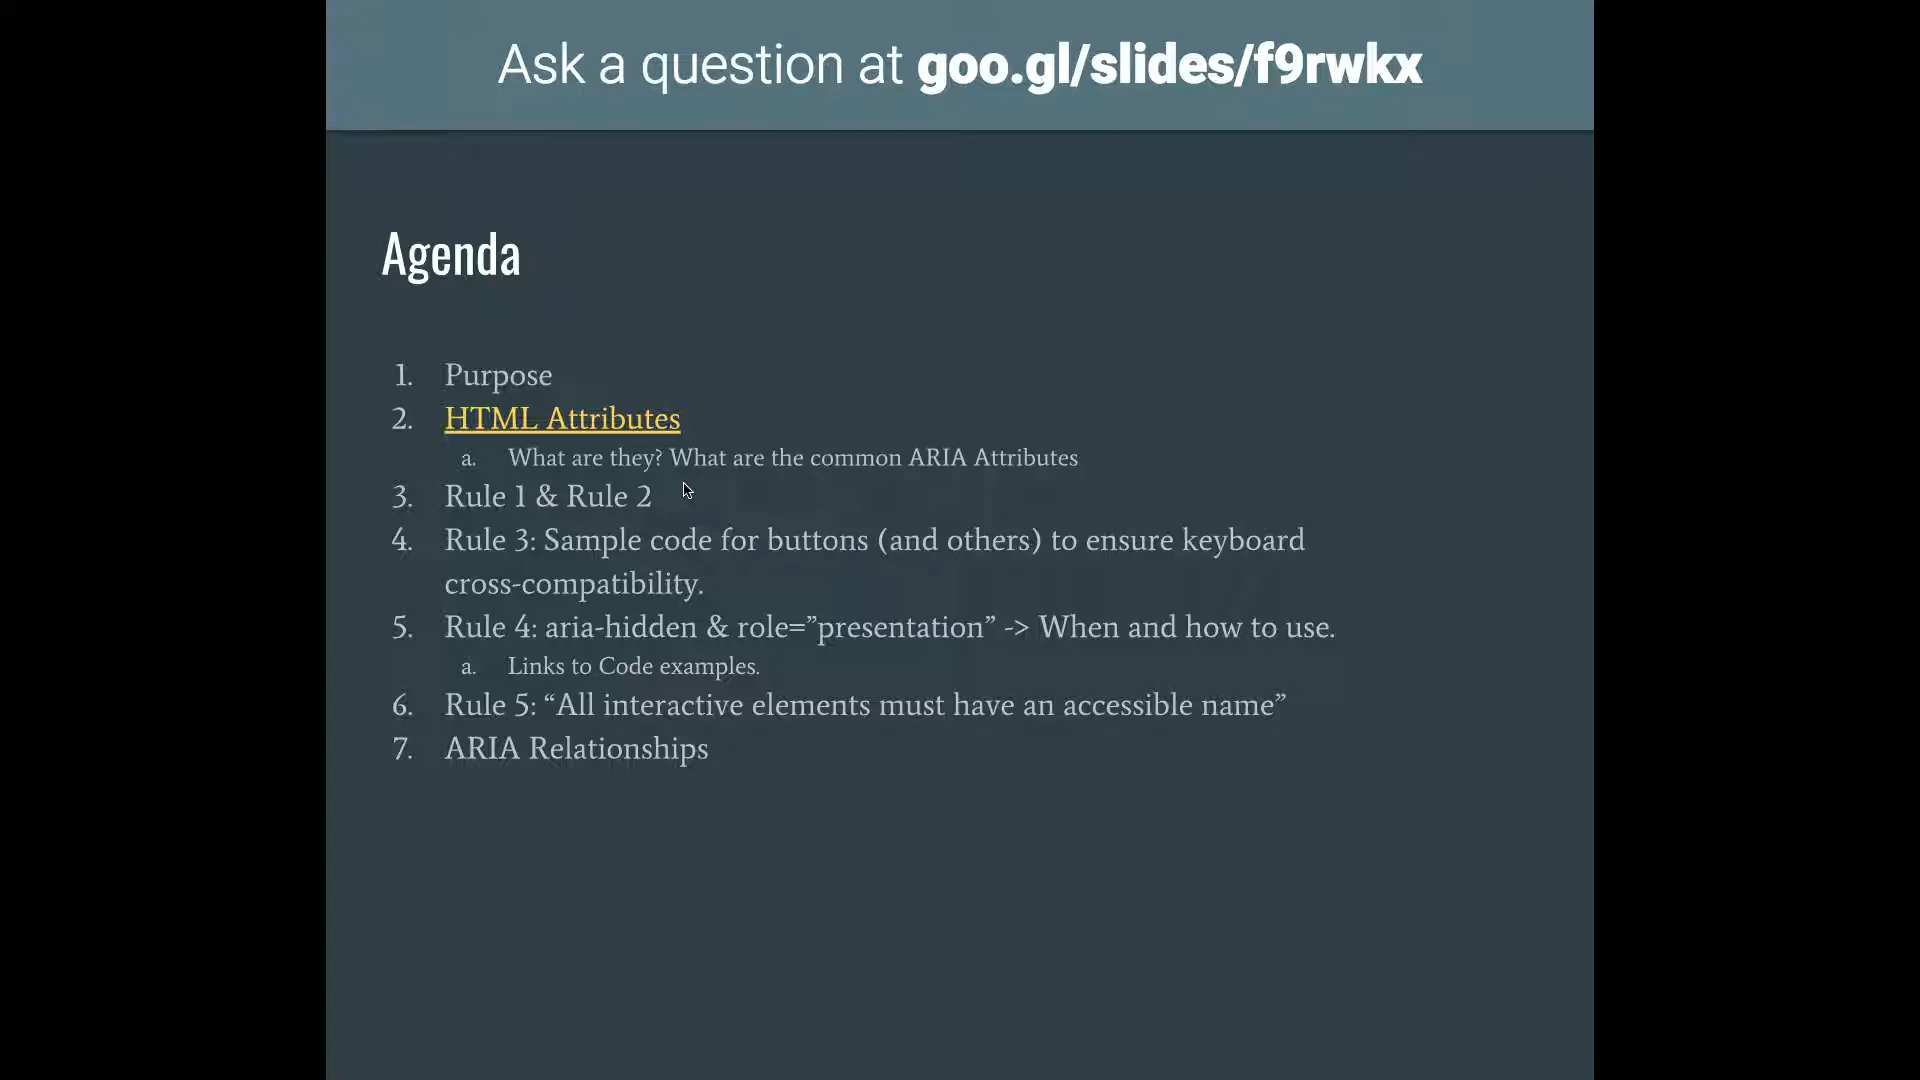 Ask a question at goo.gl/slides/f9rwkx
Agenda
1. Purpose
2. HTML Attributes
a. What are they? What are the common ARIA Attributes
3. Rule 1 & Rule 2
4. Rule 3: Sample code for buttons (and others) to ensure keyboard
cross-compatibility.
5. Rule 4: aria-hidden & role=”presentation” -> When and how to use.
a. Links to Code examples.
6. Rule 5: “All interactive elements must have an accessible name”
7. ARIA Relationships